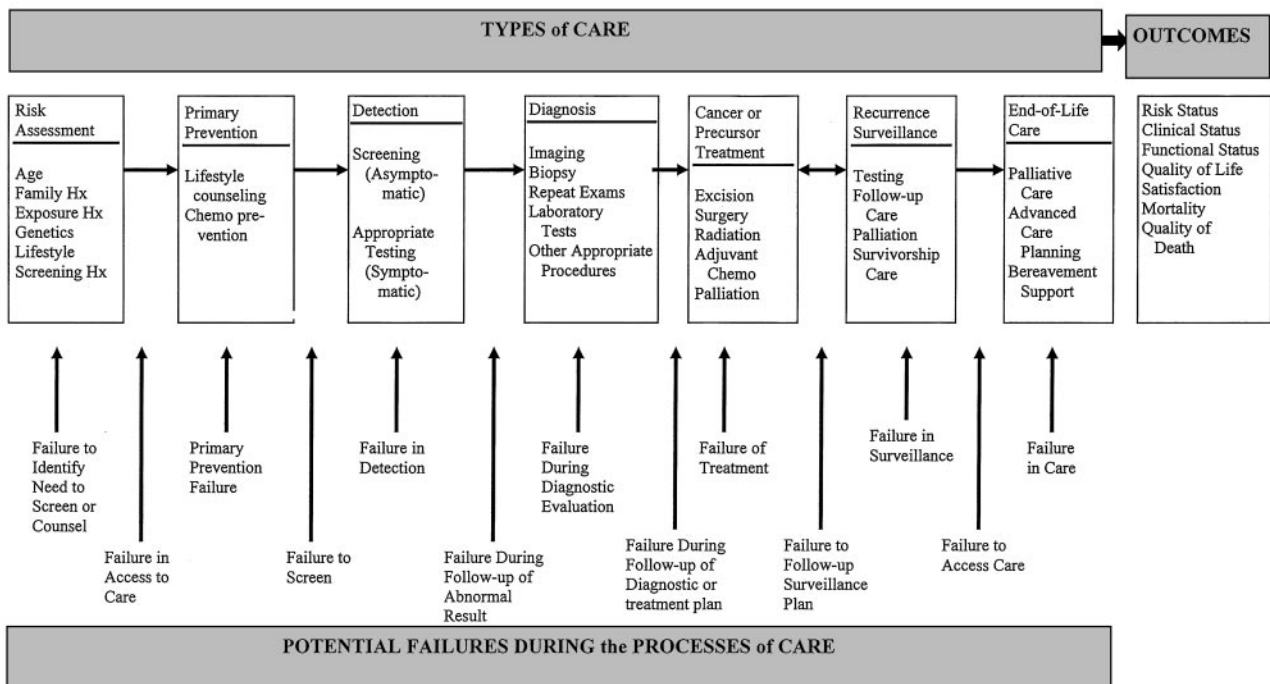 TYPES of CARE
OUTCOMES
Risk
Assessment
Age
Family Hx
Exposure Hx
Genetics
Lifestyle
Screening Hx
Primary
Prevention
Lifestyle
counseling
Chemo pre-
vention
Detection
Screening
(Asympto-
matic)
Appropriate
Testing
(Sympto-
matic)
Diagnosis
Imaging
Biopsy
Repeat Exams
Laboratory
Tests
Other Appropriate
Procedures
Cancer or
Precursor
Treatment
Excision
Surgery
Radiation
Adjuvant
Chemo
Palliation
Recurrence
Surveillance
Testing
Follow-up
Care
Palliation
Survivorship
Care
End-of-Life
Care
Palliative
Care
Advanced
Care
Planning
Bereavement
Support
Risk Status
Clinical Status
Functional Status
Quality of Life
Satisfaction
Mortality
Quality of
Death
Failure to
Identify
Need to
Screen or
Counsel
Failure in
Access to
Care
Primary
Prevention
Failure
Failure to
Screen
Failure in
Detection
Failure During
Follow-up of
Abnormal
Result
Failure
During
Diagnostic
Evaluation
Failure During
Follow-up of
Diagnostic or
treatment plan
Failure of
Treatment
Failure to
Follow-up
Surveillance
Plan
Failure in
Surveillance
Failure to
Access Care
Failure
in Care
POTENTIAL FAILURES DURING the PROCESSES of CARE